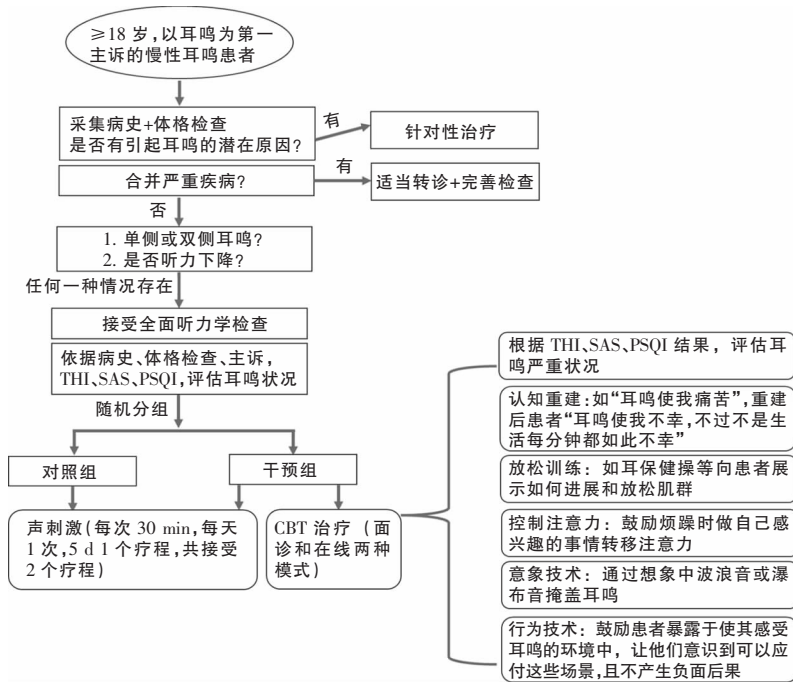 ≥18 岁,以耳鸣为第一
主诉的慢性耳鸣患者
采集病史+体格检查
是否有引起耳鸣的潜在原因?
有
针对性治疗
合并严重疾病?
有
适当转诊+完善检查
否
1. 单侧或双侧耳鸣?
2. 是否听力下降?
任何一种情况存在
接受全面听力学检查
依据病史、体格检查、主诉,
THI、SAS、PSQI,评估耳鸣状况
随机分组
对照组
干预组
声刺激(每次 30 min,每天
1 次,5 d 1 个疗程,共接受
2 个疗程)
CBT 治疗(面
诊和在线两种
模式)
根据 THI、SAS、PSQI 结果，评估耳
鸣严重状况
认知重建:如“耳鸣使我痛苦”,重建
后患者“耳鸣使我不幸,不过不是生
活每分钟都如此不幸”
放松训练：如耳保健操等向患者展
示如何进展和放松肌群
控制注意力：鼓励烦躁时做自己感
兴趣的事情转移注意力
意象技术：通过想象中波浪音或瀑
布音掩盖耳鸣
行为技术：鼓励患者暴露于使其感受
耳鸣的环境中，让他们意识到可以应
付这些场景,且不产生负面后果